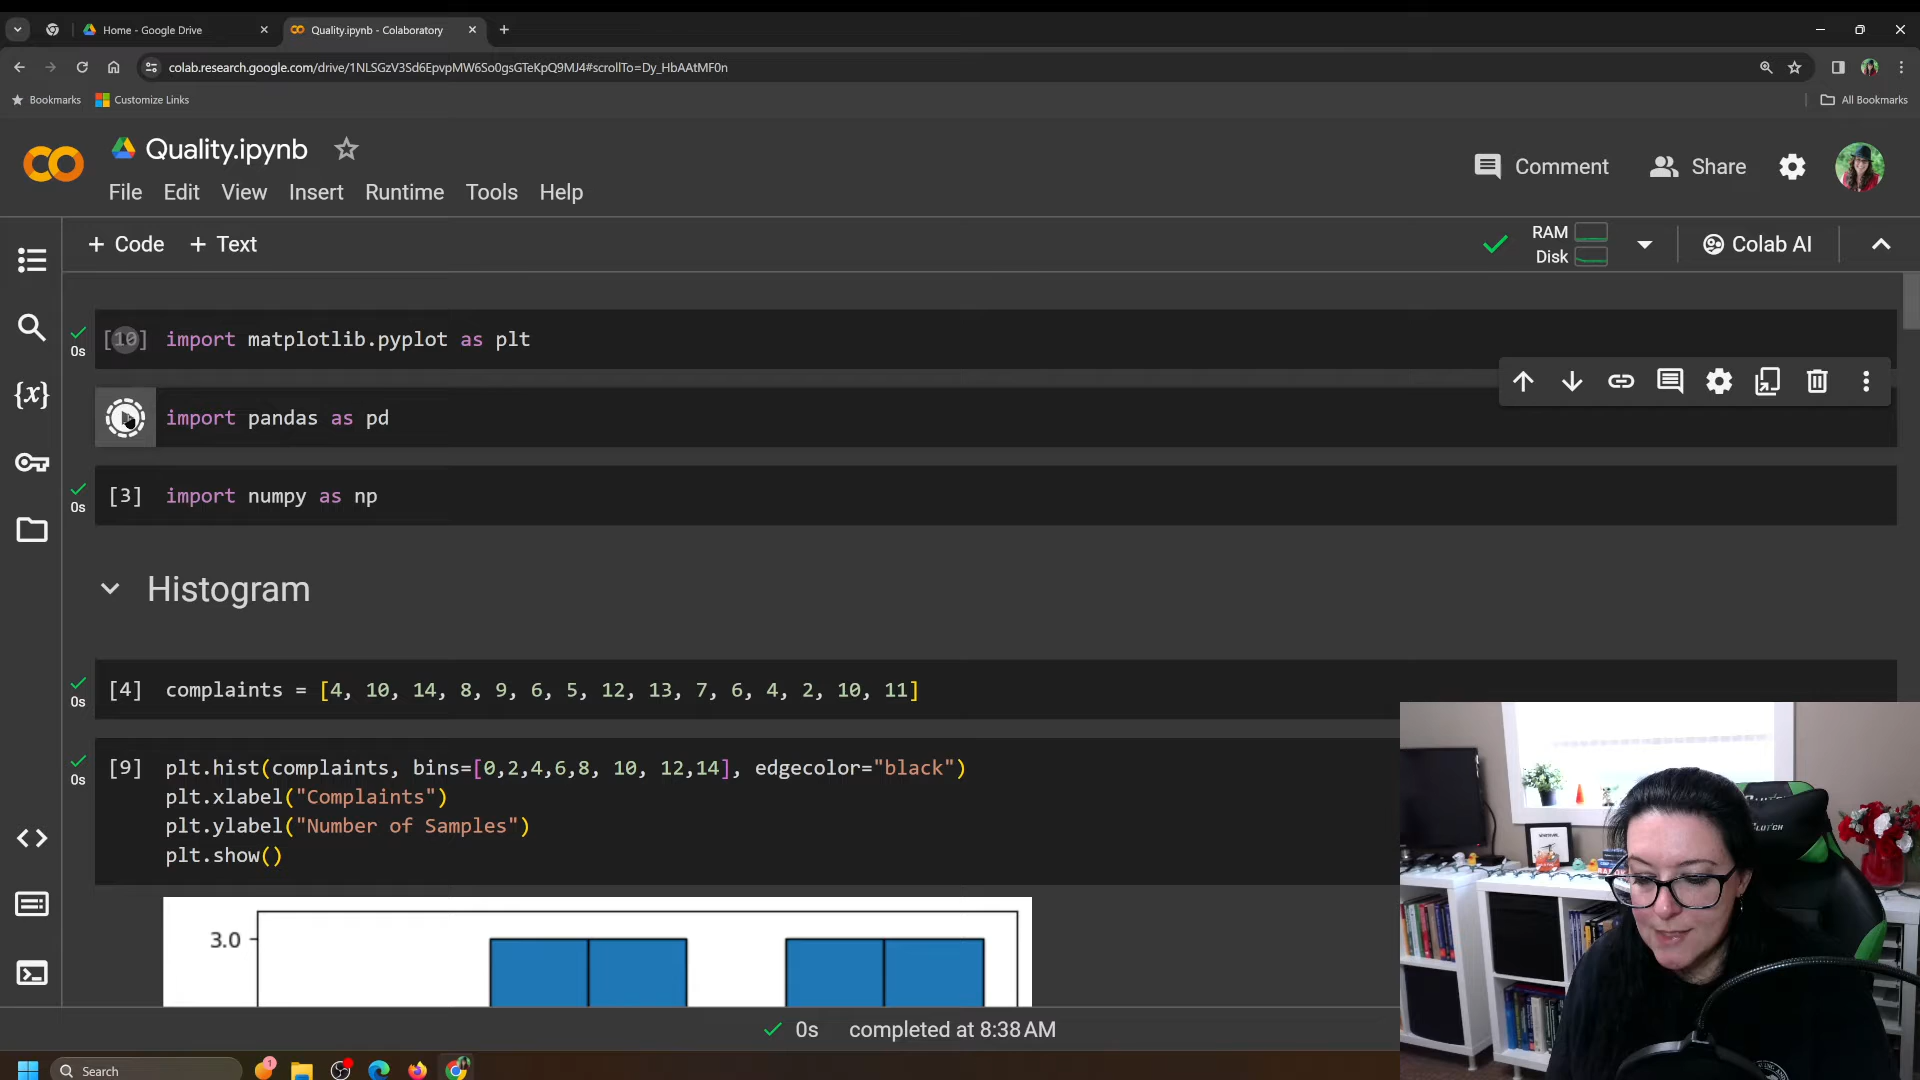 Home - Google Drive
Quality.ipynb - Colaboratory
colab.research.google.com/drive/1NLSGzV3Sd6EpvpMW6So0gsGTeKpQ9MJ4#scrollTo=Dy_HbAAtMF0n
Bookmarks
Customize Links
All Bookmarks
Quality.ipynb
Comment
Share
File Edit View Insert Runtime Tools Help
+ Code + Text
RAM
Disk
Colab AI
[10] import matplotlib.pyplot as plt
0s
import pandas as pd
[3] import numpy as np
0s
Histogram
[4] complaints = [4, 10, 14, 8, 9, 6, 5, 12, 13, 7, 6, 4, 2, 10, 11]
0s
[9] plt.hist(complaints, bins=[0,2,4,6,8, 10, 12,14], edgecolor="black")
0s
plt.xlabel("Complaints")
plt.ylabel("Number of Samples")
plt.show()
3.0
0s completed at 8:38 AM
Search